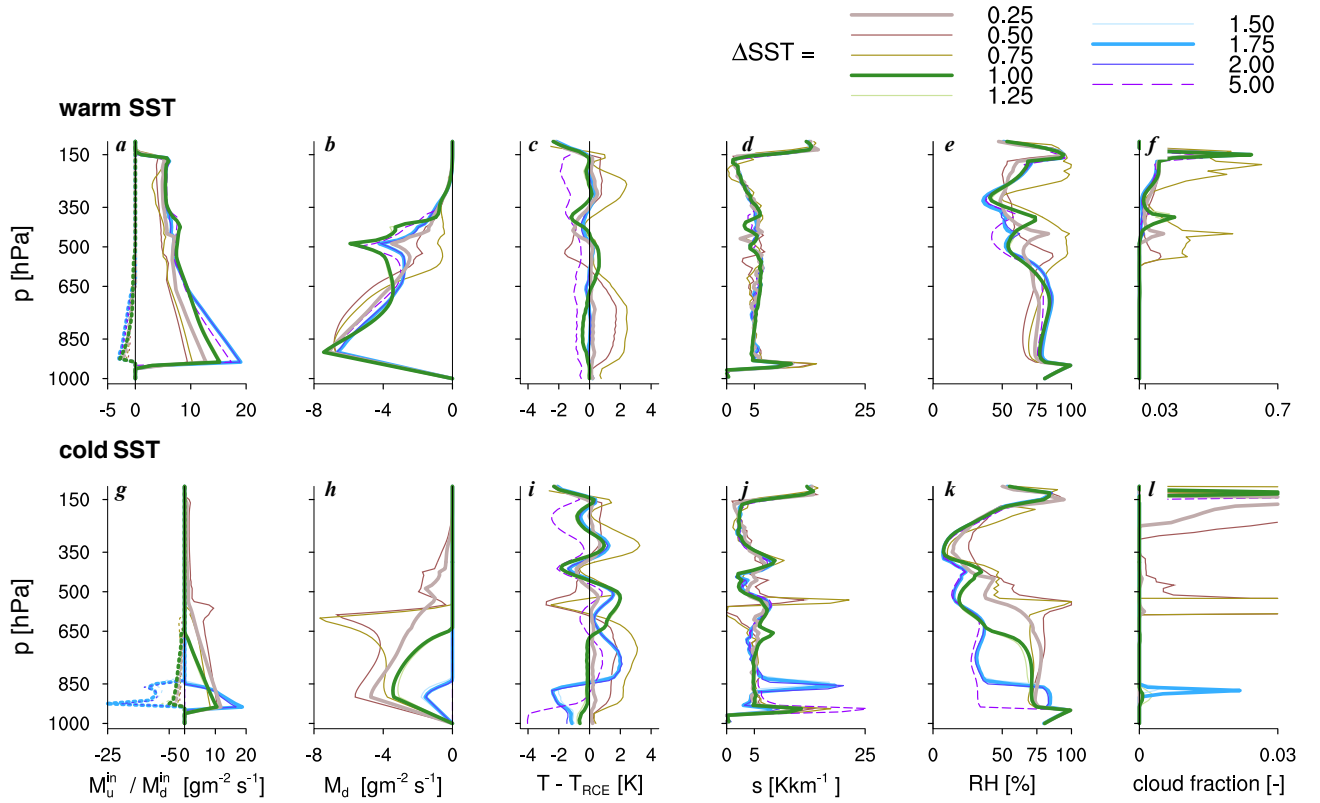 ΔSST =
0.25
0.50
0.75
1.00
1.25
1.50
1.75
2.00
5.00
warm SST
a b c d e f
p [hPa]
150
350
500
650
850
1000
-5 0 10 20
-8 -4 0
-4 -2 0 2 4
0 5 25
0 50 75 100
0.03 0.7
cold SST
g h i j k l
p [hPa]
150
350
500
650
850
1000
-25 -5 0 10 20
-8 -4 0
-4 -2 0 2 4
0 5 25
0 50 75 100
0.00 0.03
M_u^in / M_d^in [gm⁻² s⁻¹]
M_d [gm⁻² s⁻¹]
T - T_RCE [K]
s [Kkm⁻¹]
RH [%]
cloud fraction [-]